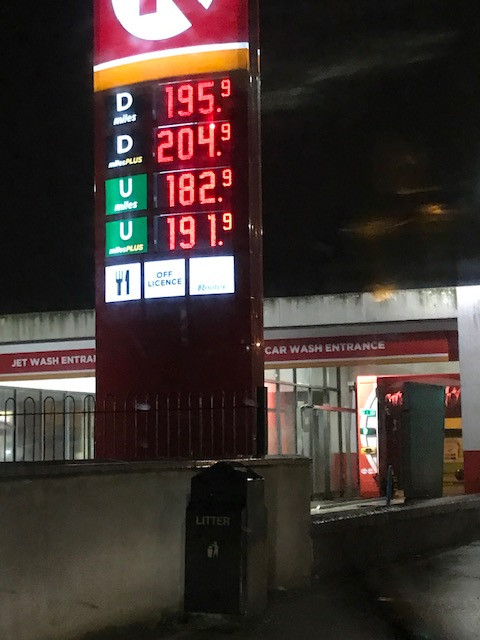 D 195.9
miles
D 204.9
milesPLUS
U 182.9
miles
U 191.9
milesPLUS
OFF
LICENCE
JET WASH ENTRAN
CAR WASH ENTRANCE
LITTER